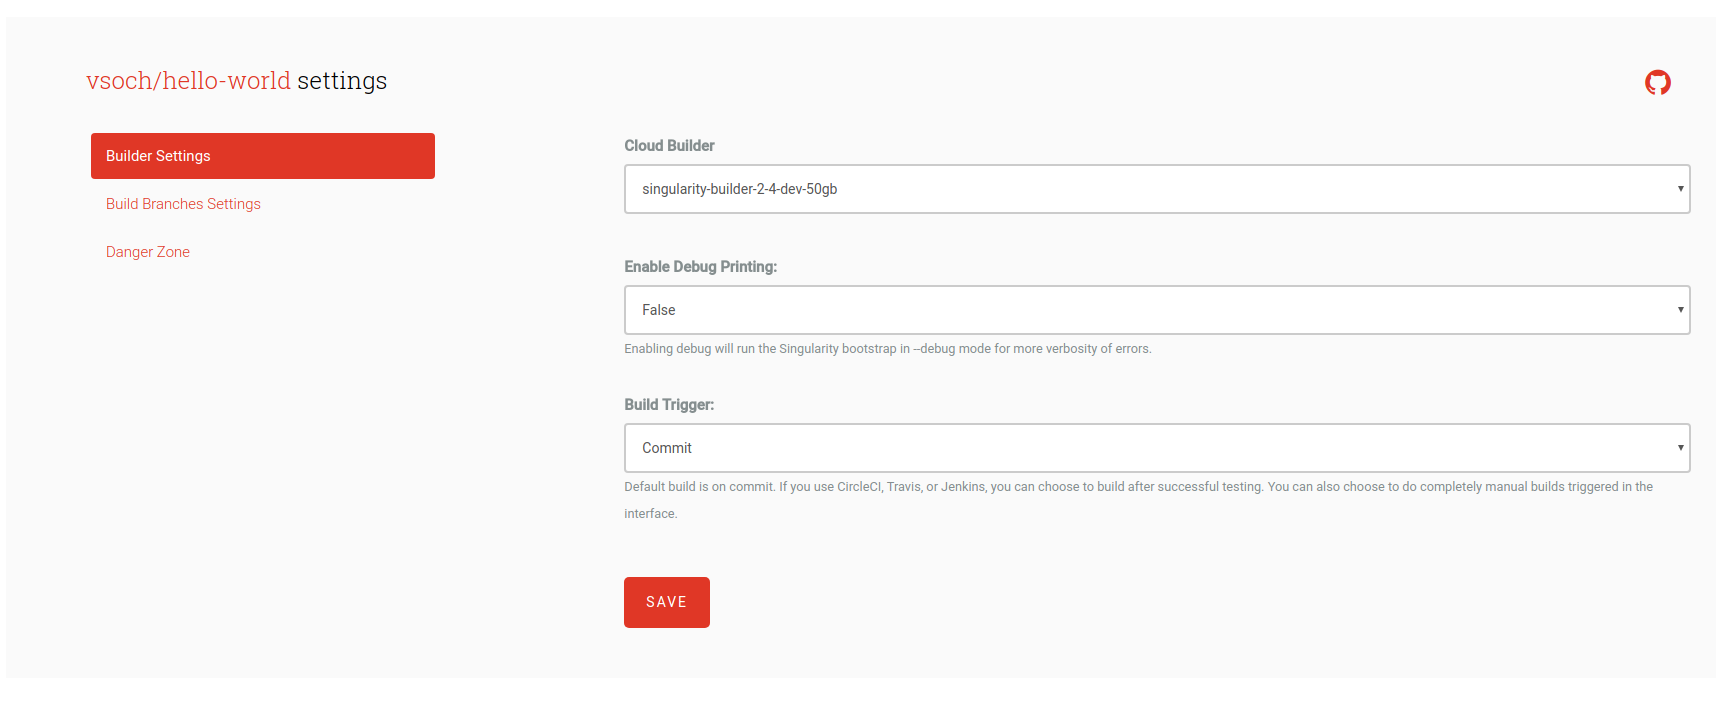 vsoch/hello-world settings
Builder Settings
Build Branches Settings
Danger Zone
Cloud Builder
singularity-builder-2-4-dev-50gb
Enable Debug Printing:
False
Enabling debug will run the Singularity bootstrap in --debug mode for more verbosity of errors.
Build Trigger:
Commit
Default build is on commit. If you use CircleCI, Travis, or Jenkins, you can choose to build after successful testing. You can also choose to do completely manual builds triggered in the
interface.
SAVE